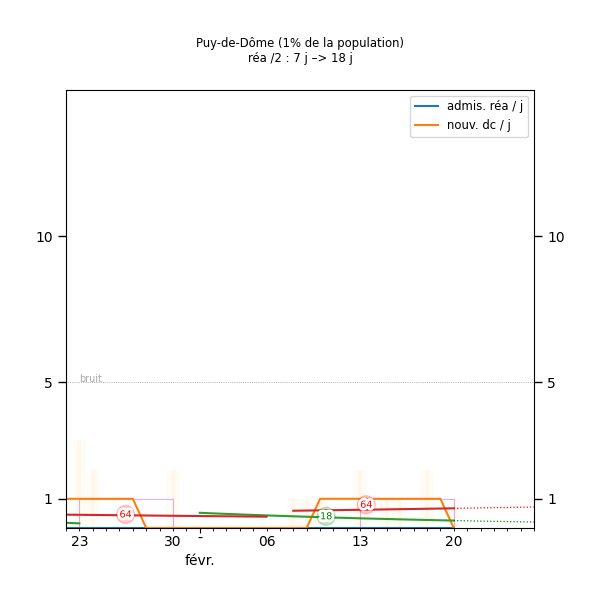 Puy-de-Dôme (1% de la population)
réa /2 : 7 j –> 18 j
admis. réa / j
nouv. dc / j
10
10
5
5
bruit
1
1
64
18
64
23
30
-
06
13
20
févr.